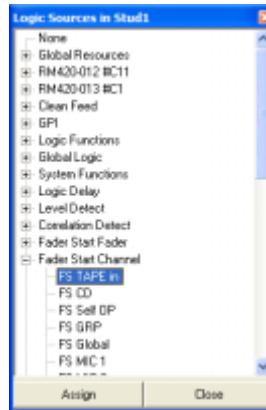 Logic Sources in Stud1
None
Global Resources
RM420-012 #C11
RM420-013 #C1
Clean Feed
GPI
Logic Functions
Global Logic
System Functions
Logic Delay
Level Detect
Correlation Detect
Fader Start Fader
Fader Start Channel
FS TAPE in
FS CD
FS Self OP
FS GRP
FS Global
FS MIC 1
Assign
Close